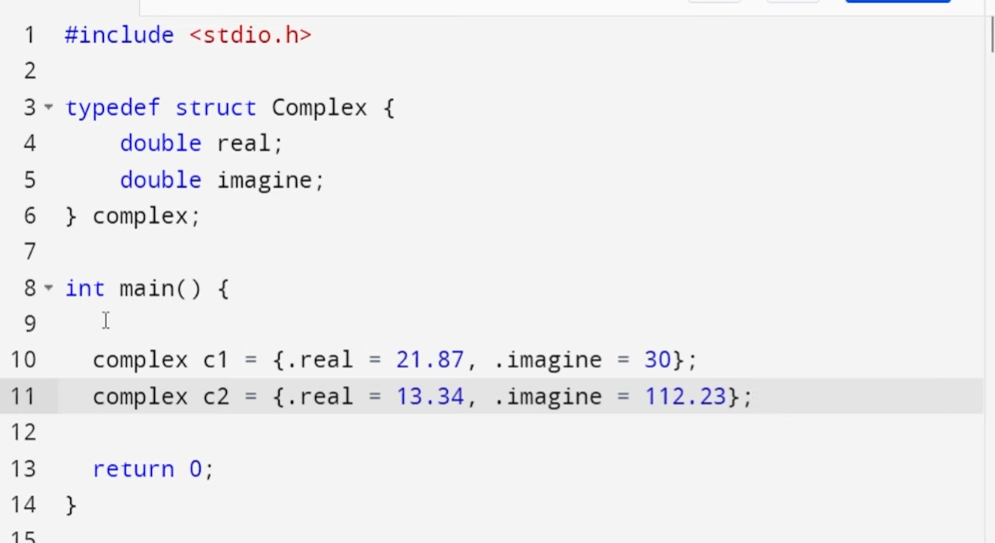 1 #include <stdio.h>
2
3 typedef struct Complex {
4 double real;
5 double imagine;
6 } complex;
7
8 int main() {
9
10 complex c1 = {.real = 21.87, .imagine = 30};
11 complex c2 = {.real = 13.34, .imagine = 112.23};
12
13 return 0;
14 }
15